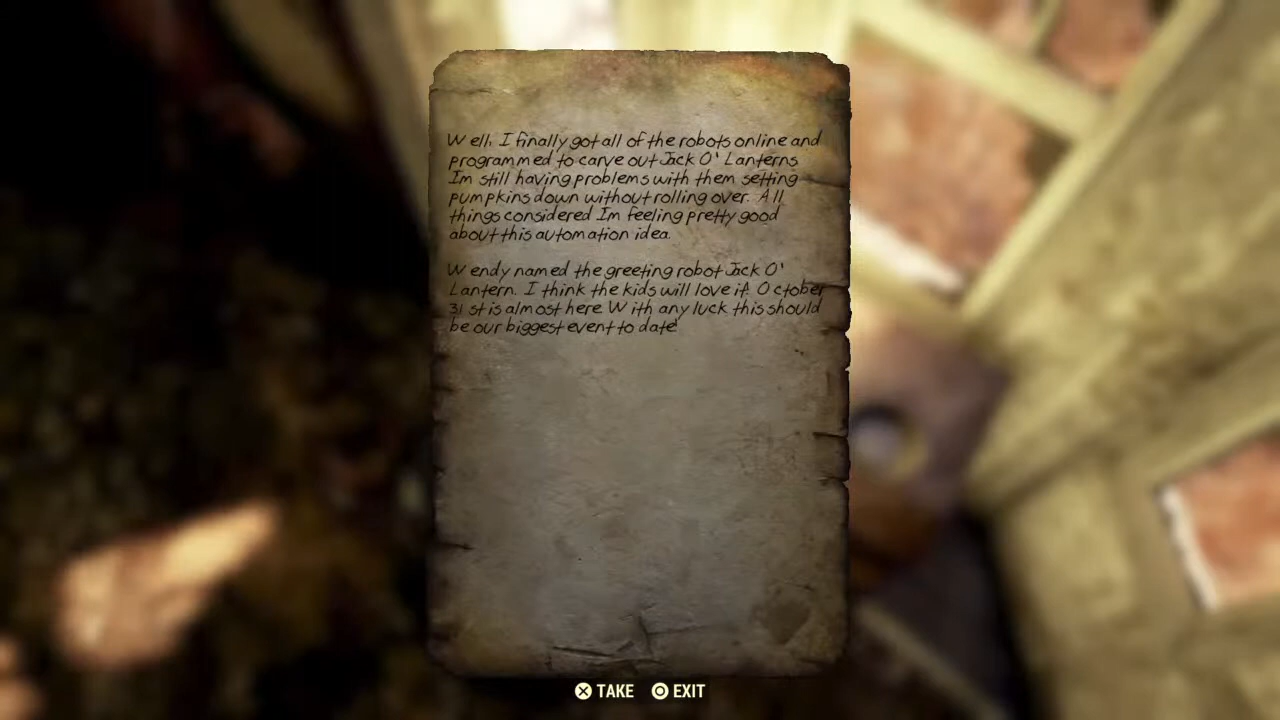 Well, I finally got all of the robots online and
programmed to carve out Jack O' Lanterns.
Im still having problems with them setting
pumpkins down without rolling over. All
things considered Im feeling pretty good
about this automation idea.
Wendy named the greeting robot Jack O'
Lantern. I think the kids will love it. October
31st is almost here. With any luck this should
be our biggest event to date!
TAKE EXIT